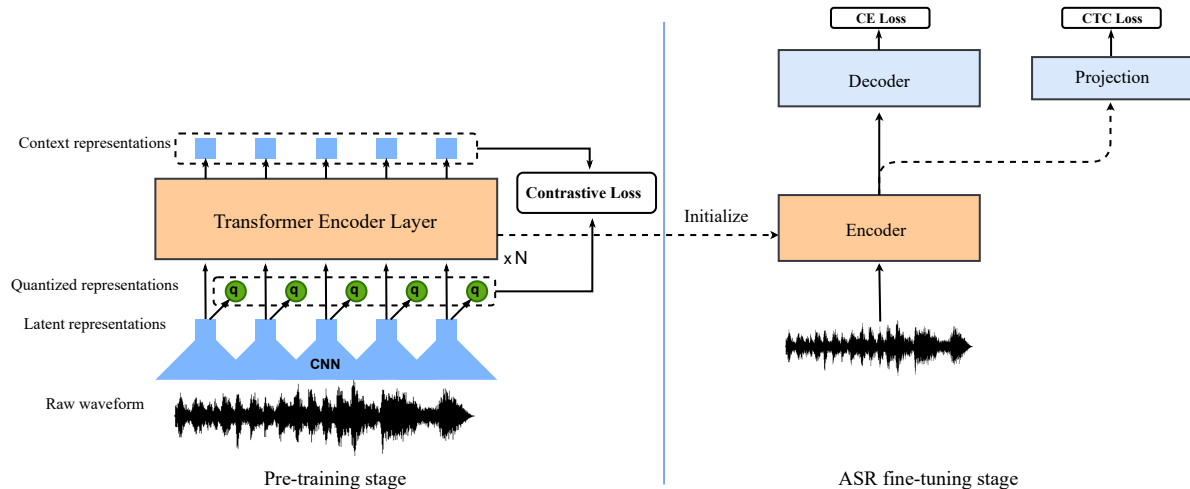 CE Loss
CTC Loss
Decoder
Projection
Context representations
Contrastive Loss
Transformer Encoder Layer
Initialize
Encoder
x N
Quantized representations
q q q q q
Latent representations
CNN
Raw waveform
Pre-training stage
ASR fine-tuning stage